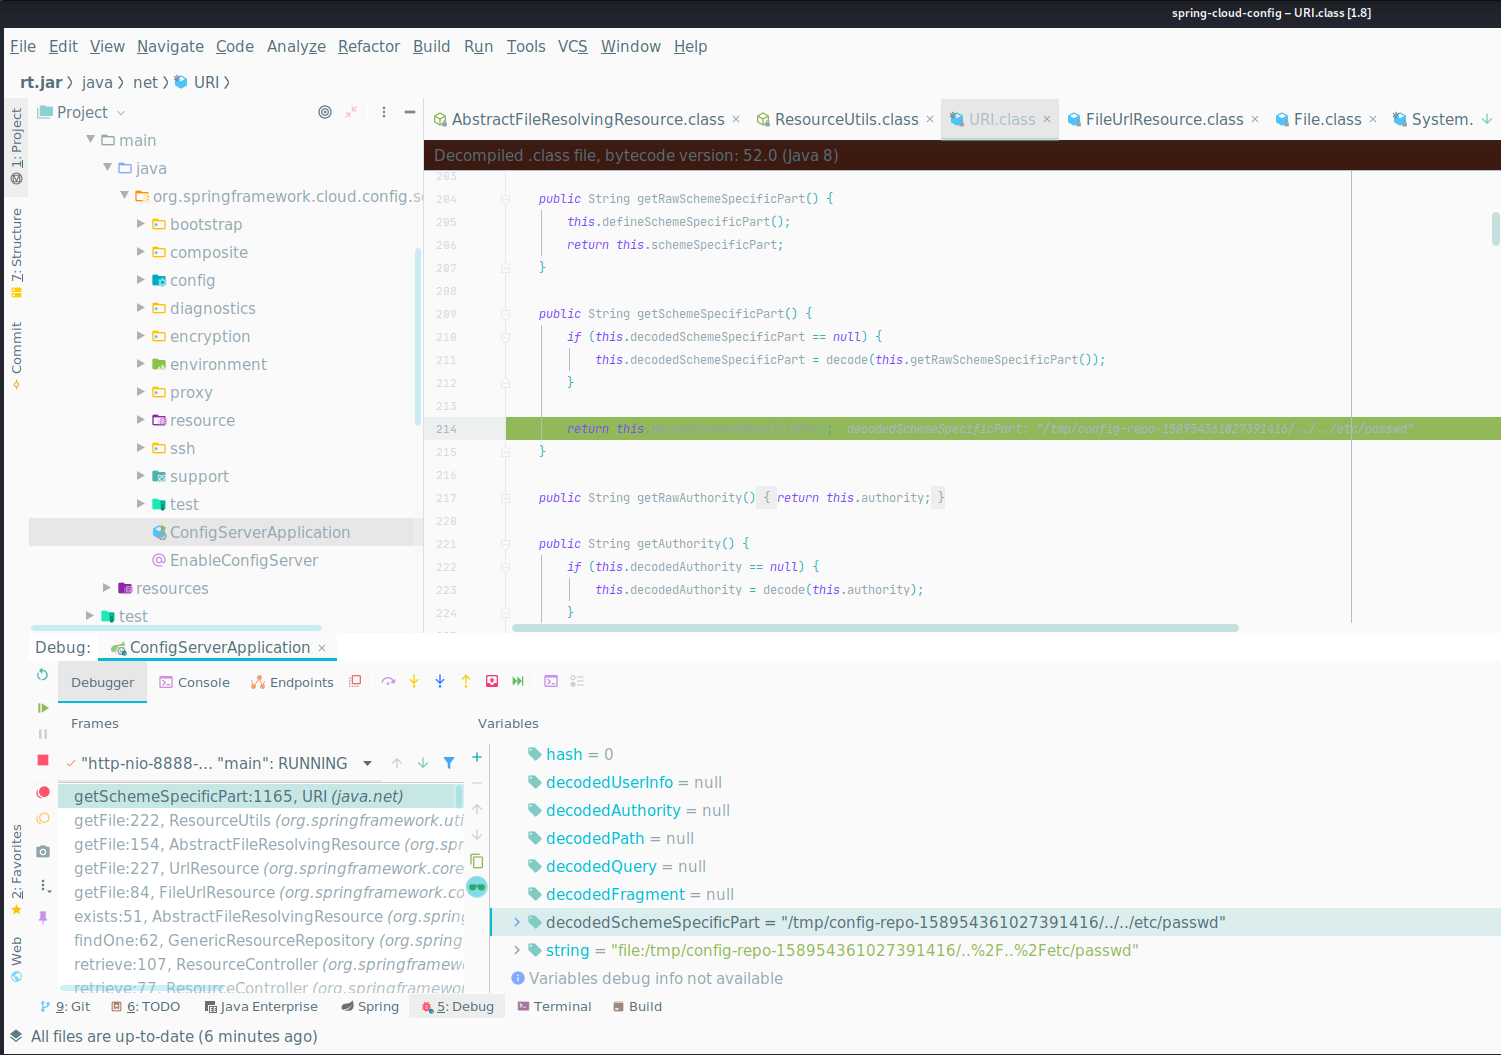 spring-cloud-config – URI.class [1.8]
File Edit View Navigate Code Analyze Refactor Build Run Tools VCS Window Help
rt.jar java net URI
1: Project
7: Structure
Commit
2: Favorites
Web
Project
main
java
org.springframework.cloud.config.s
bootstrap
composite
config
diagnostics
encryption
environment
proxy
resource
ssh
support
test
ConfigServerApplication
EnableConfigServer
resources
test
AbstractFileResolvingResource.class × ResourceUtils.class × URI.class × FileUrlResource.class × File.class × System.
Decompiled .class file, bytecode version: 52.0 (Java 8)
203
204 public String getRawSchemeSpecificPart() {
205 this.defineSchemeSpecificPart();
206 return this.schemeSpecificPart;
207 }
208
209 public String getSchemeSpecificPart() {
210 if (this.decodedSchemeSpecificPart == null) {
211 this.decodedSchemeSpecificPart = decode(this.getRawSchemeSpecificPart());
212 }
213
214 return this.decodedSchemeSpecificPart; decodedSchemeSpecificPart: "/tmp/config-repo-158954361027391416/../../etc/passwd"
215 }
216
217 public String getRawAuthority() { return this.authority; }
220
221 public String getAuthority() {
222 if (this.decodedAuthority == null) {
223 this.decodedAuthority = decode(this.authority);
224 }
Debug: ConfigServerApplication ×
Debugger Console Endpoints
Frames
"http-nio-8888-... "main": RUNNING
getSchemeSpecificPart:1165, URI (java.net)
getFile:222, ResourceUtils (org.springframework.uti
getFile:154, AbstractFileResolvingResource (org.spr
getFile:227, UrlResource (org.springframework.core
getFile:84, FileUrlResource (org.springframework.co
exists:51, AbstractFileResolvingResource (org.spring
findOne:62, GenericResourceRepository (org.spring
retrieve:107, ResourceController (org.springframew
retrieve:77, ResourceController (org.springframewo
Variables
hash = 0
decodedUserInfo = null
decodedAuthority = null
decodedPath = null
decodedQuery = null
decodedFragment = null
decodedSchemeSpecificPart = "/tmp/config-repo-158954361027391416/../../etc/passwd"
string = "file:/tmp/config-repo-158954361027391416/..%2F..%2Fetc/passwd"
Variables debug info not available
9: Git 6: TODO Java Enterprise Spring 5: Debug Terminal Build
All files are up-to-date (6 minutes ago)